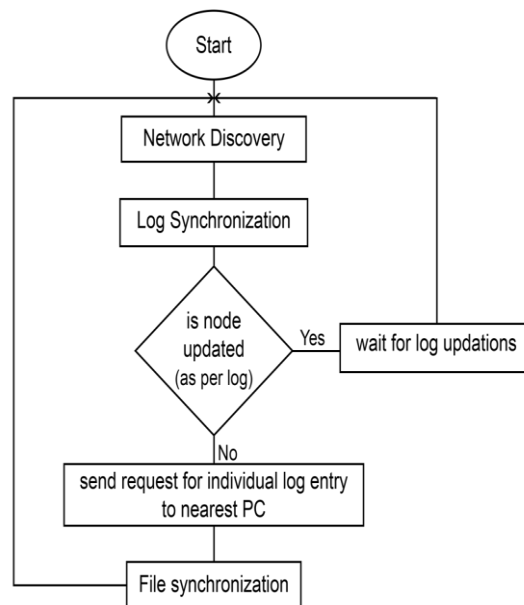 Start
Network Discovery
Log Synchronization
is node
updated
(as per log)
Yes
wait for log updations
No
send request for individual log entry
to nearest PC
File synchronization